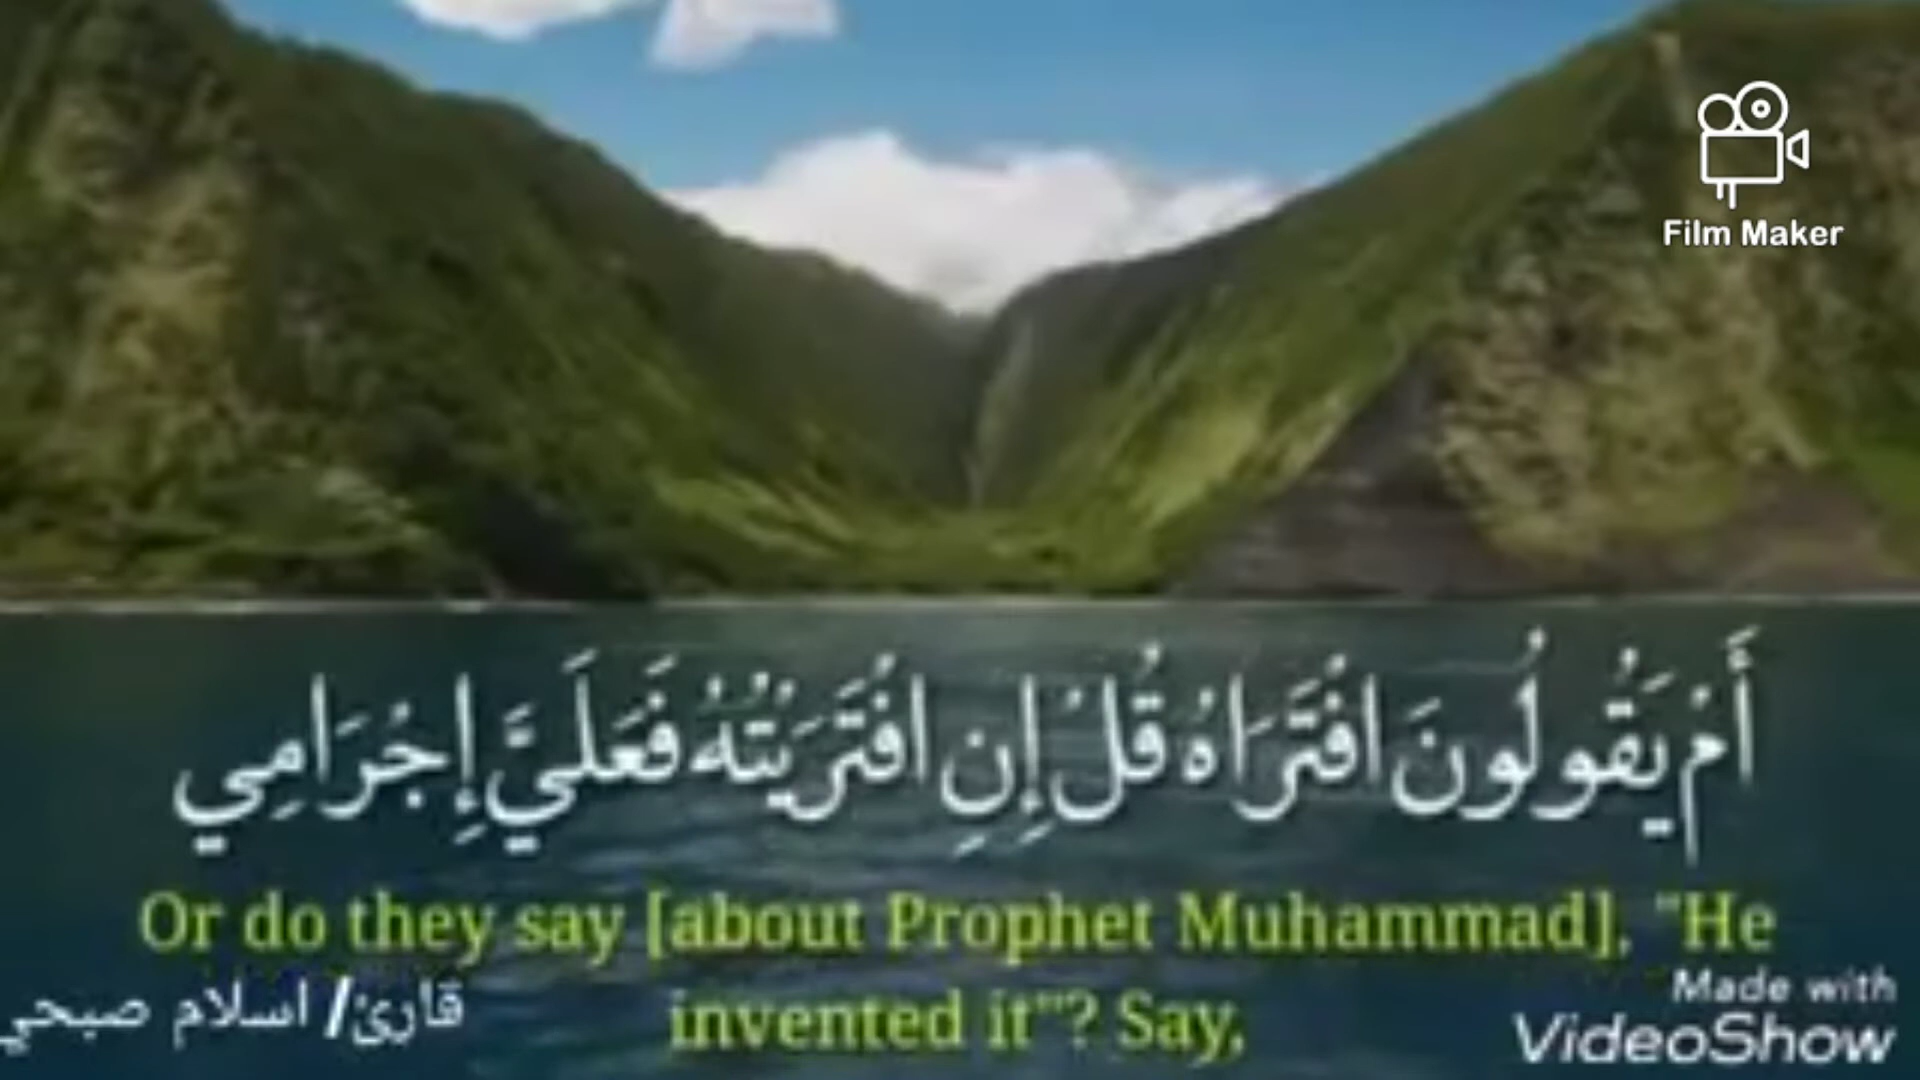 Film Maker
أَمْ يَقُولُونَ افْتَرَاهُ قُلْ إِنِ افْتَرَيْتُهُ فَعَلَيَّ إِجْرَامِي
Or do they say [about Prophet Muhammad], "He
invented it"? Say,
قارئ/ اسلام صبحي
Made with
VideoShow